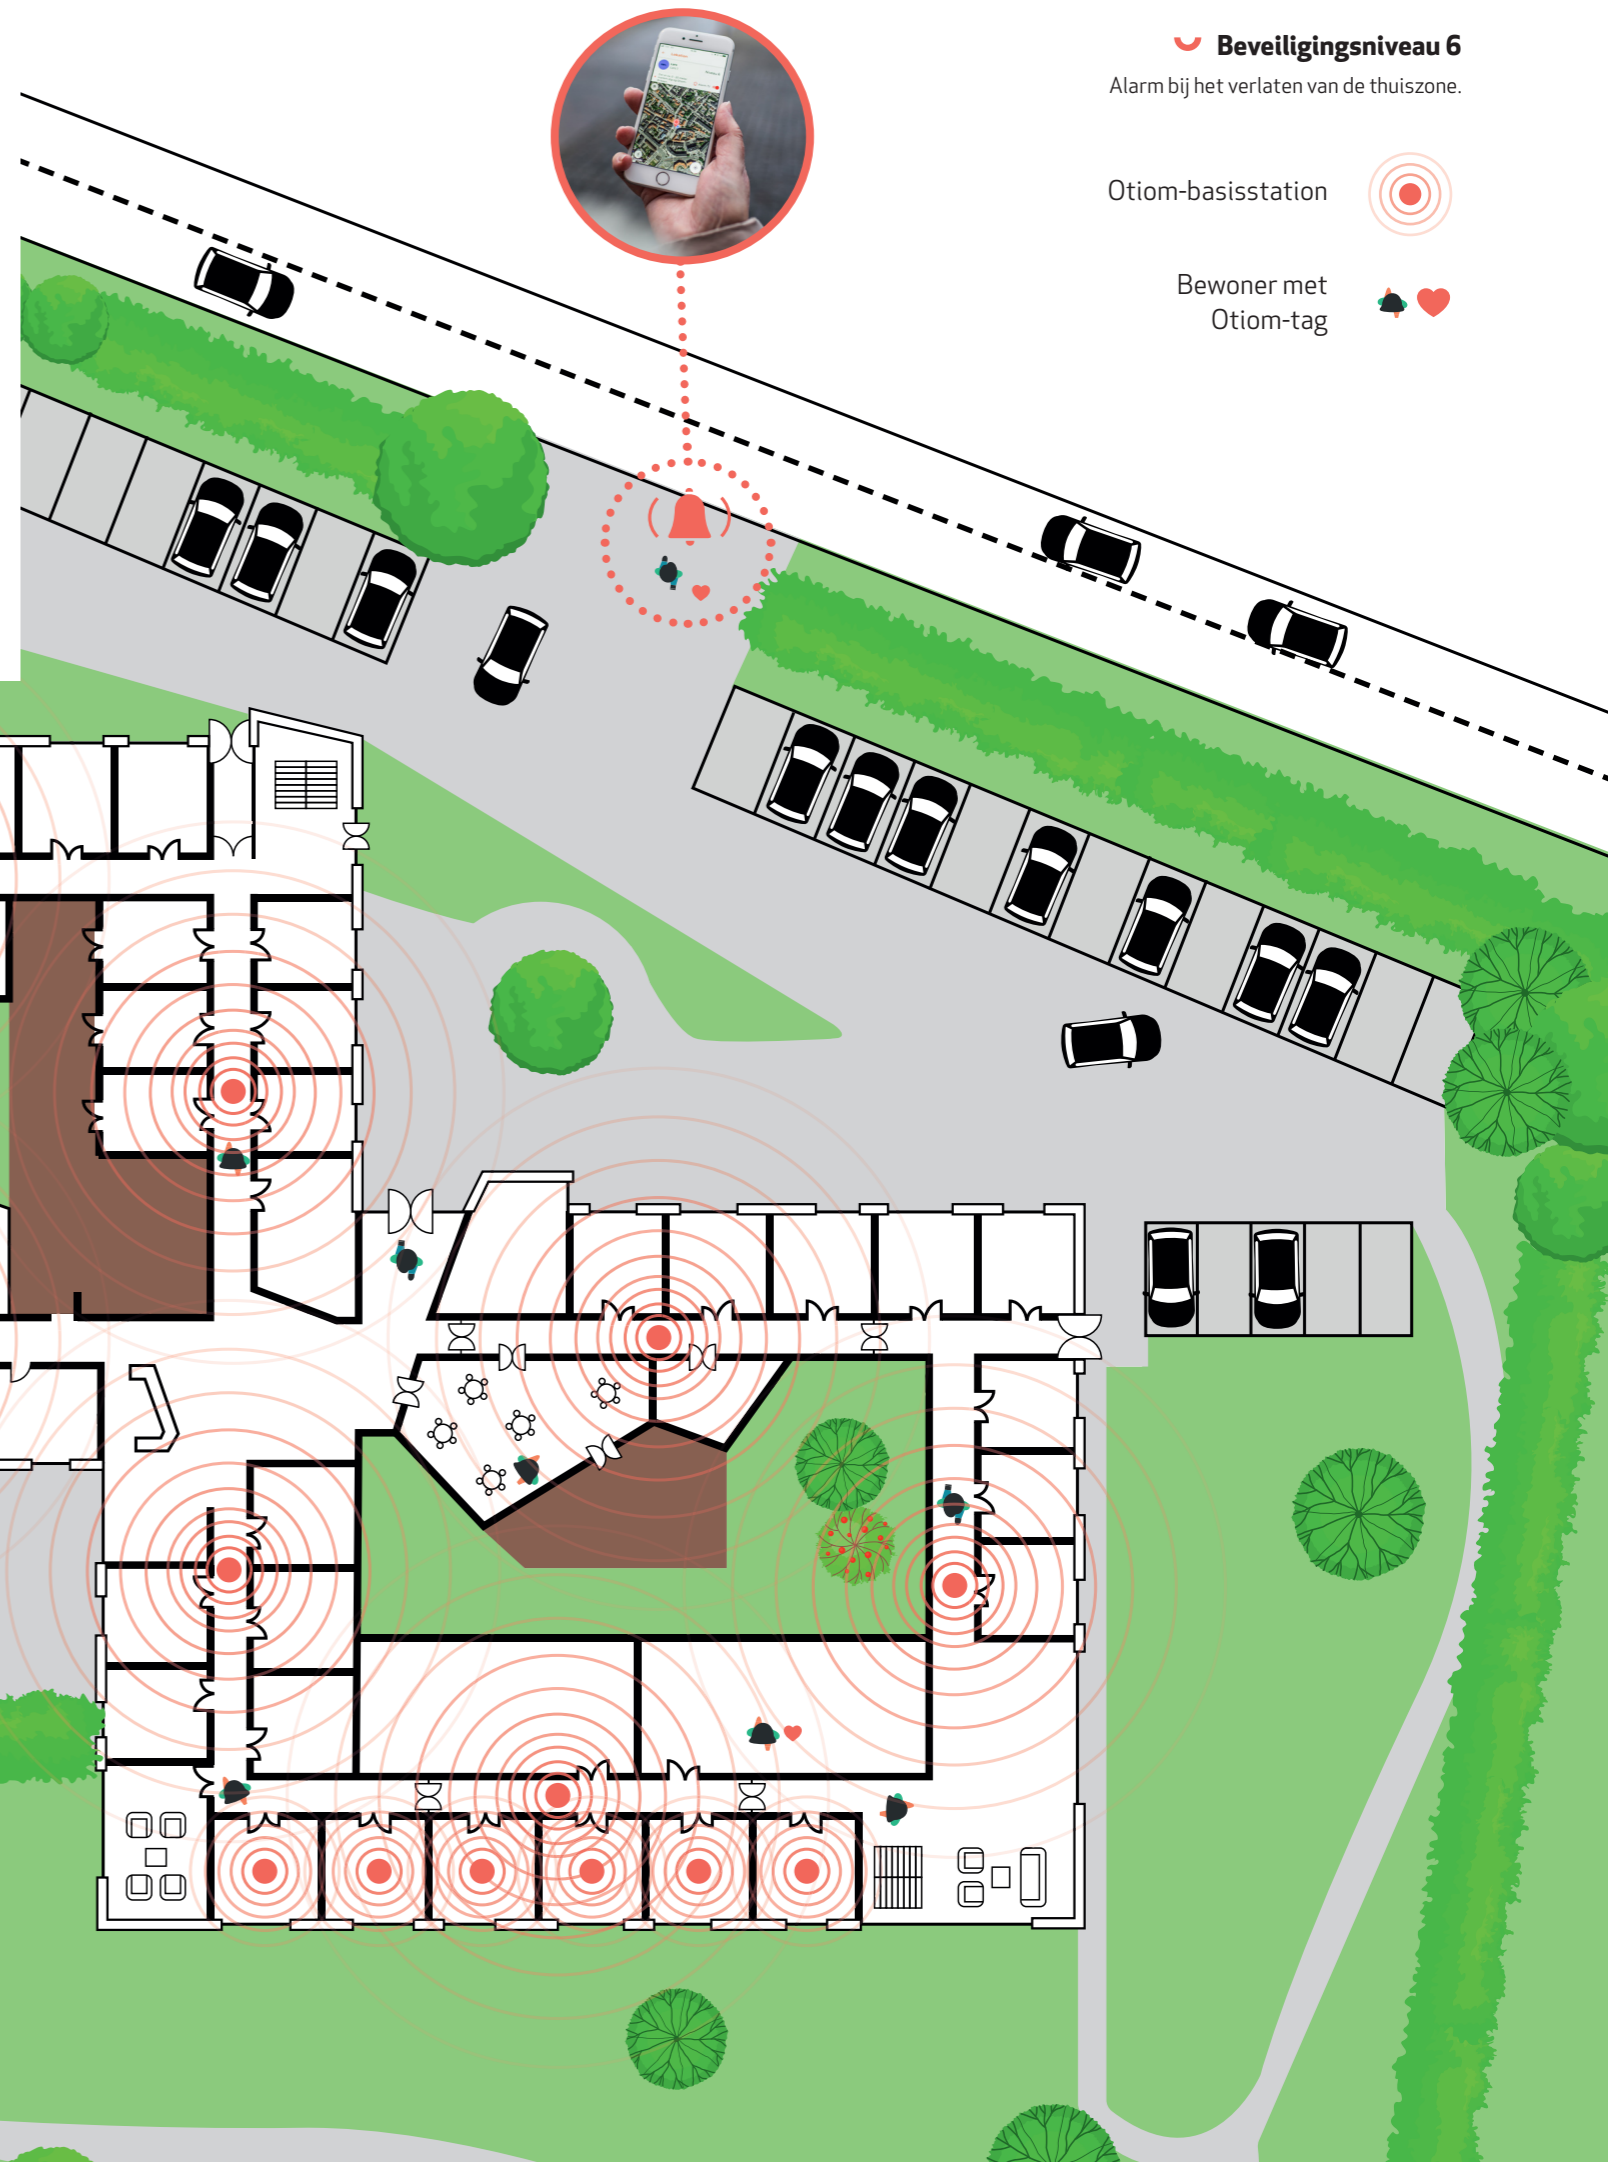 Beveiligingsniveau 6
Alarm bij het verlaten van de thuiszone.
Otiom-basisstation
Bewoner met
Otiom-tag